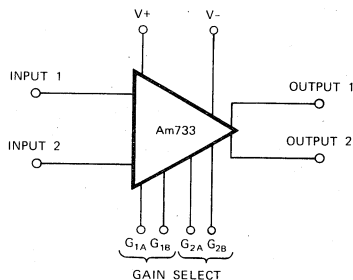 V+ V-
INPUT 1
OUTPUT 1
Am733
INPUT 2
OUTPUT 2
G1A G1B G2A G2B
GAIN SELECT